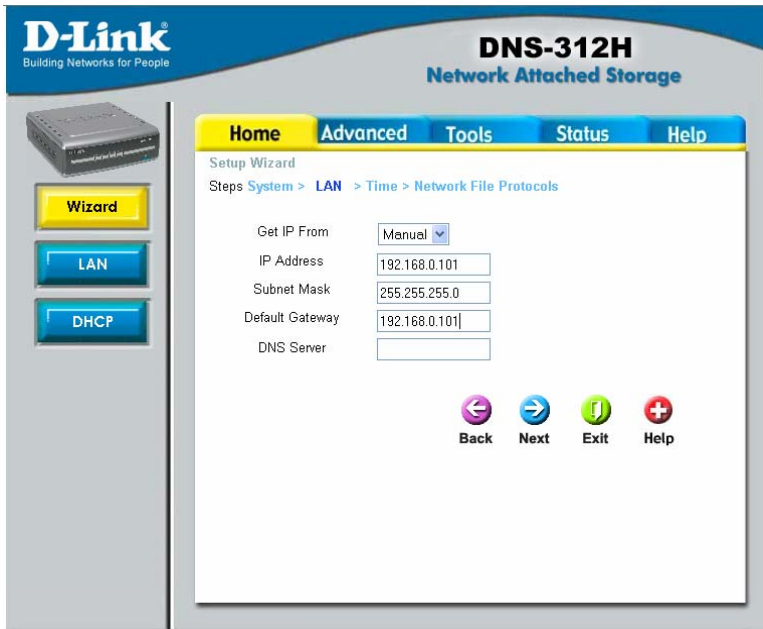 D-Link®
Building Networks for People
DNS-312H
Network Attached Storage
Home Advanced Tools Status Help
Setup Wizard
Steps System > LAN > Time > Network File Protocols
Wizard
LAN
DHCP
Get IP From Manual
IP Address 192.168.0.101
Subnet Mask 255.255.255.0
Default Gateway 192.168.0.101
DNS Server
Back Next Exit Help